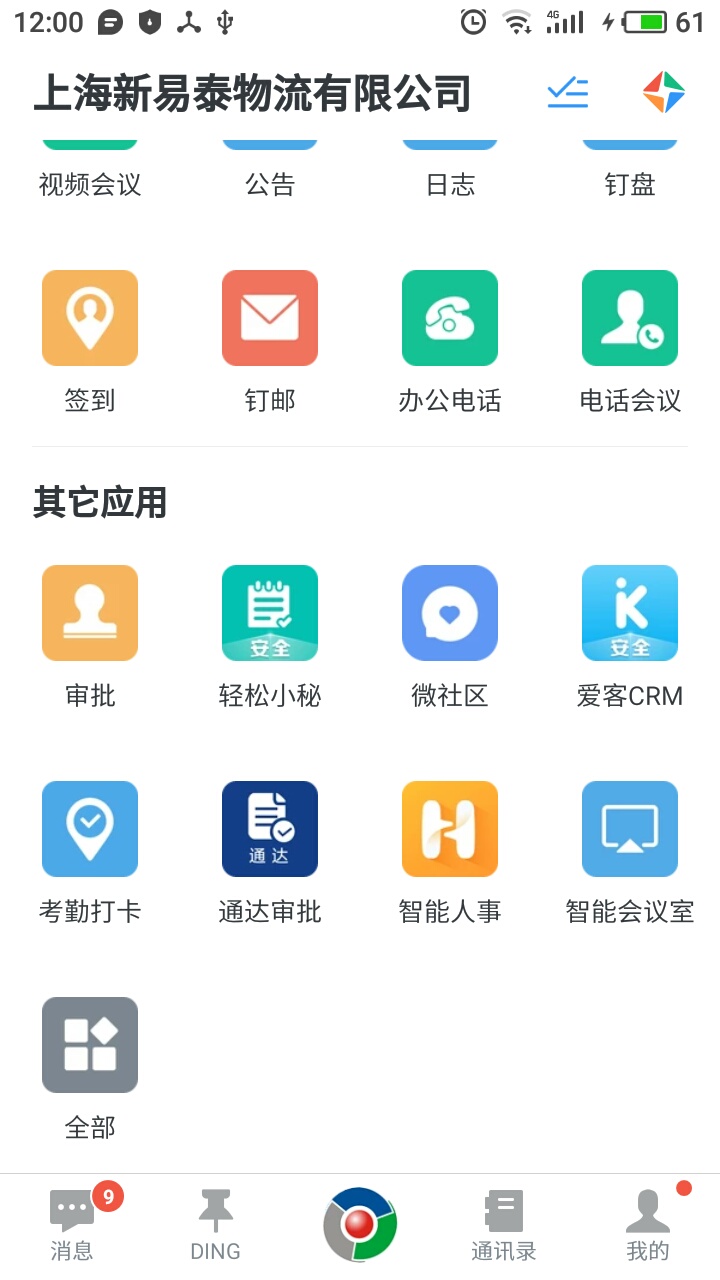 12:00 4G 61
上海新易泰物流有限公司
视频会议 公告 日志 钉盘
签到 钉邮 办公电话 电话会议
其它应用
安全 安全
审批 轻松小秘 微社区 爱客CRM
通达
考勤打卡 通达审批 智能人事 智能会议室
全部
9
消息 DING 通讯录 我的